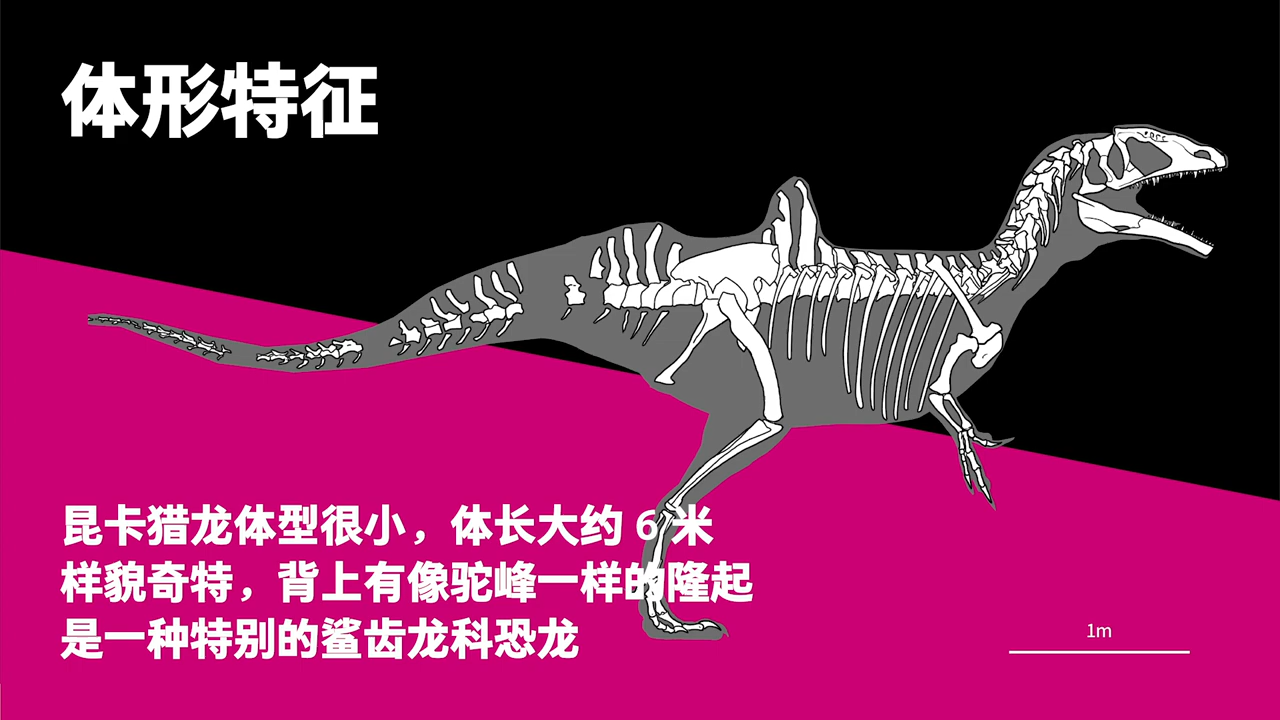 体形特征
昆卡猎龙体型很小，体长大约 6 米
样貌奇特，背上有像驼峰一样的隆起
是一种特别的鲨齿龙科恐龙
1m